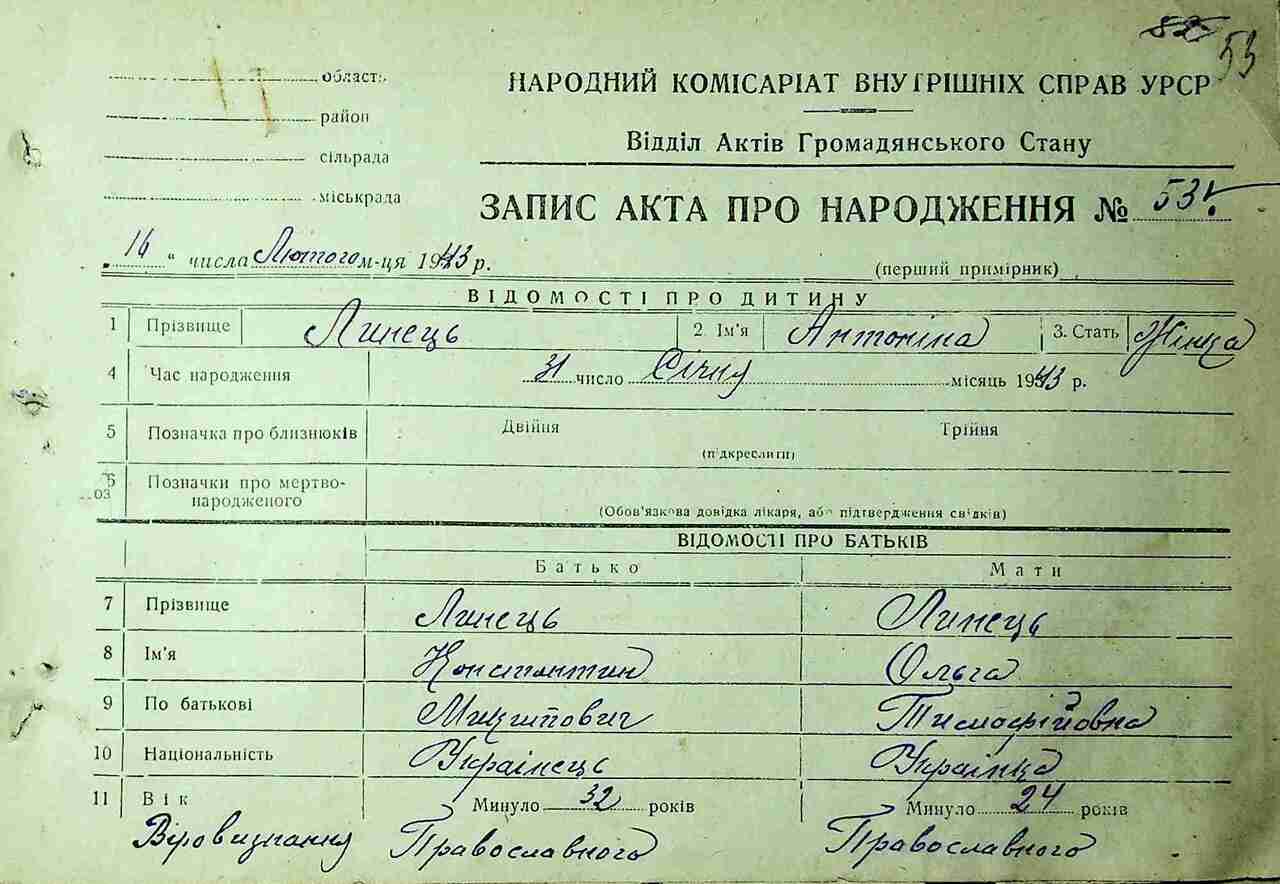 82 53
область
район
сільрада
міськрада
НАРОДНИЙ КОМІСАРІАТ ВНУТРІШНІХ СПРАВ УРСР
Відділ Актів Громадянського Стану
ЗАПИС АКТА ПРО НАРОДЖЕННЯ № 53
„ 16 “ числа Лютого м-ця 1943 р.
(перший примірник)
ВІДОМОСТІ ПРО ДИТИНУ
1 Прізвище Линець 2. Ім'я Антоніна 3. Стать Жінка
4 Час народження 31 число Січня місяць 1943 р.
5 Позначка про близнюків Двійня Трійня
(підкреслити)
6 Позначки про мертво-
народженого
оз
(Обов'язкова довідка лікаря, або підтвердження свідків)
ВІДОМОСТІ ПРО БАТЬКІВ
Батько Мати
7 Прізвище Линець Линець
8 Ім'я Константин Ольга
9 По батькові Тимофійовна
10 Національність Українець Українка
11 Вік Минуло 32 років Минуло 24 років
Віровизнання Православного Православного